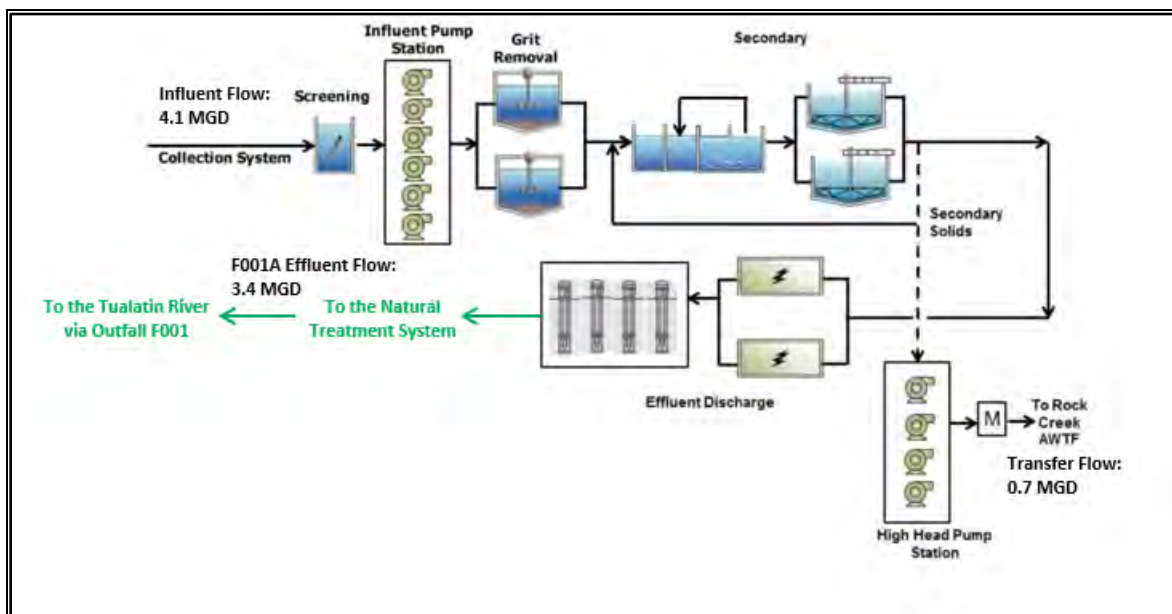 Influent Pump
Station
Grit
Removal
Secondary
Influent Flow:
4.1 MGD
Screening
Collection System
Secondary
Solids
F001A Effluent Flow:
3.4 MGD
To the Tualatin River
via Outfall F001
To the Natural
Treatment System
Effluent Discharge
M
To Rock
Creek
AWTF
Transfer Flow:
0.7 MGD
High Head Pump
Station